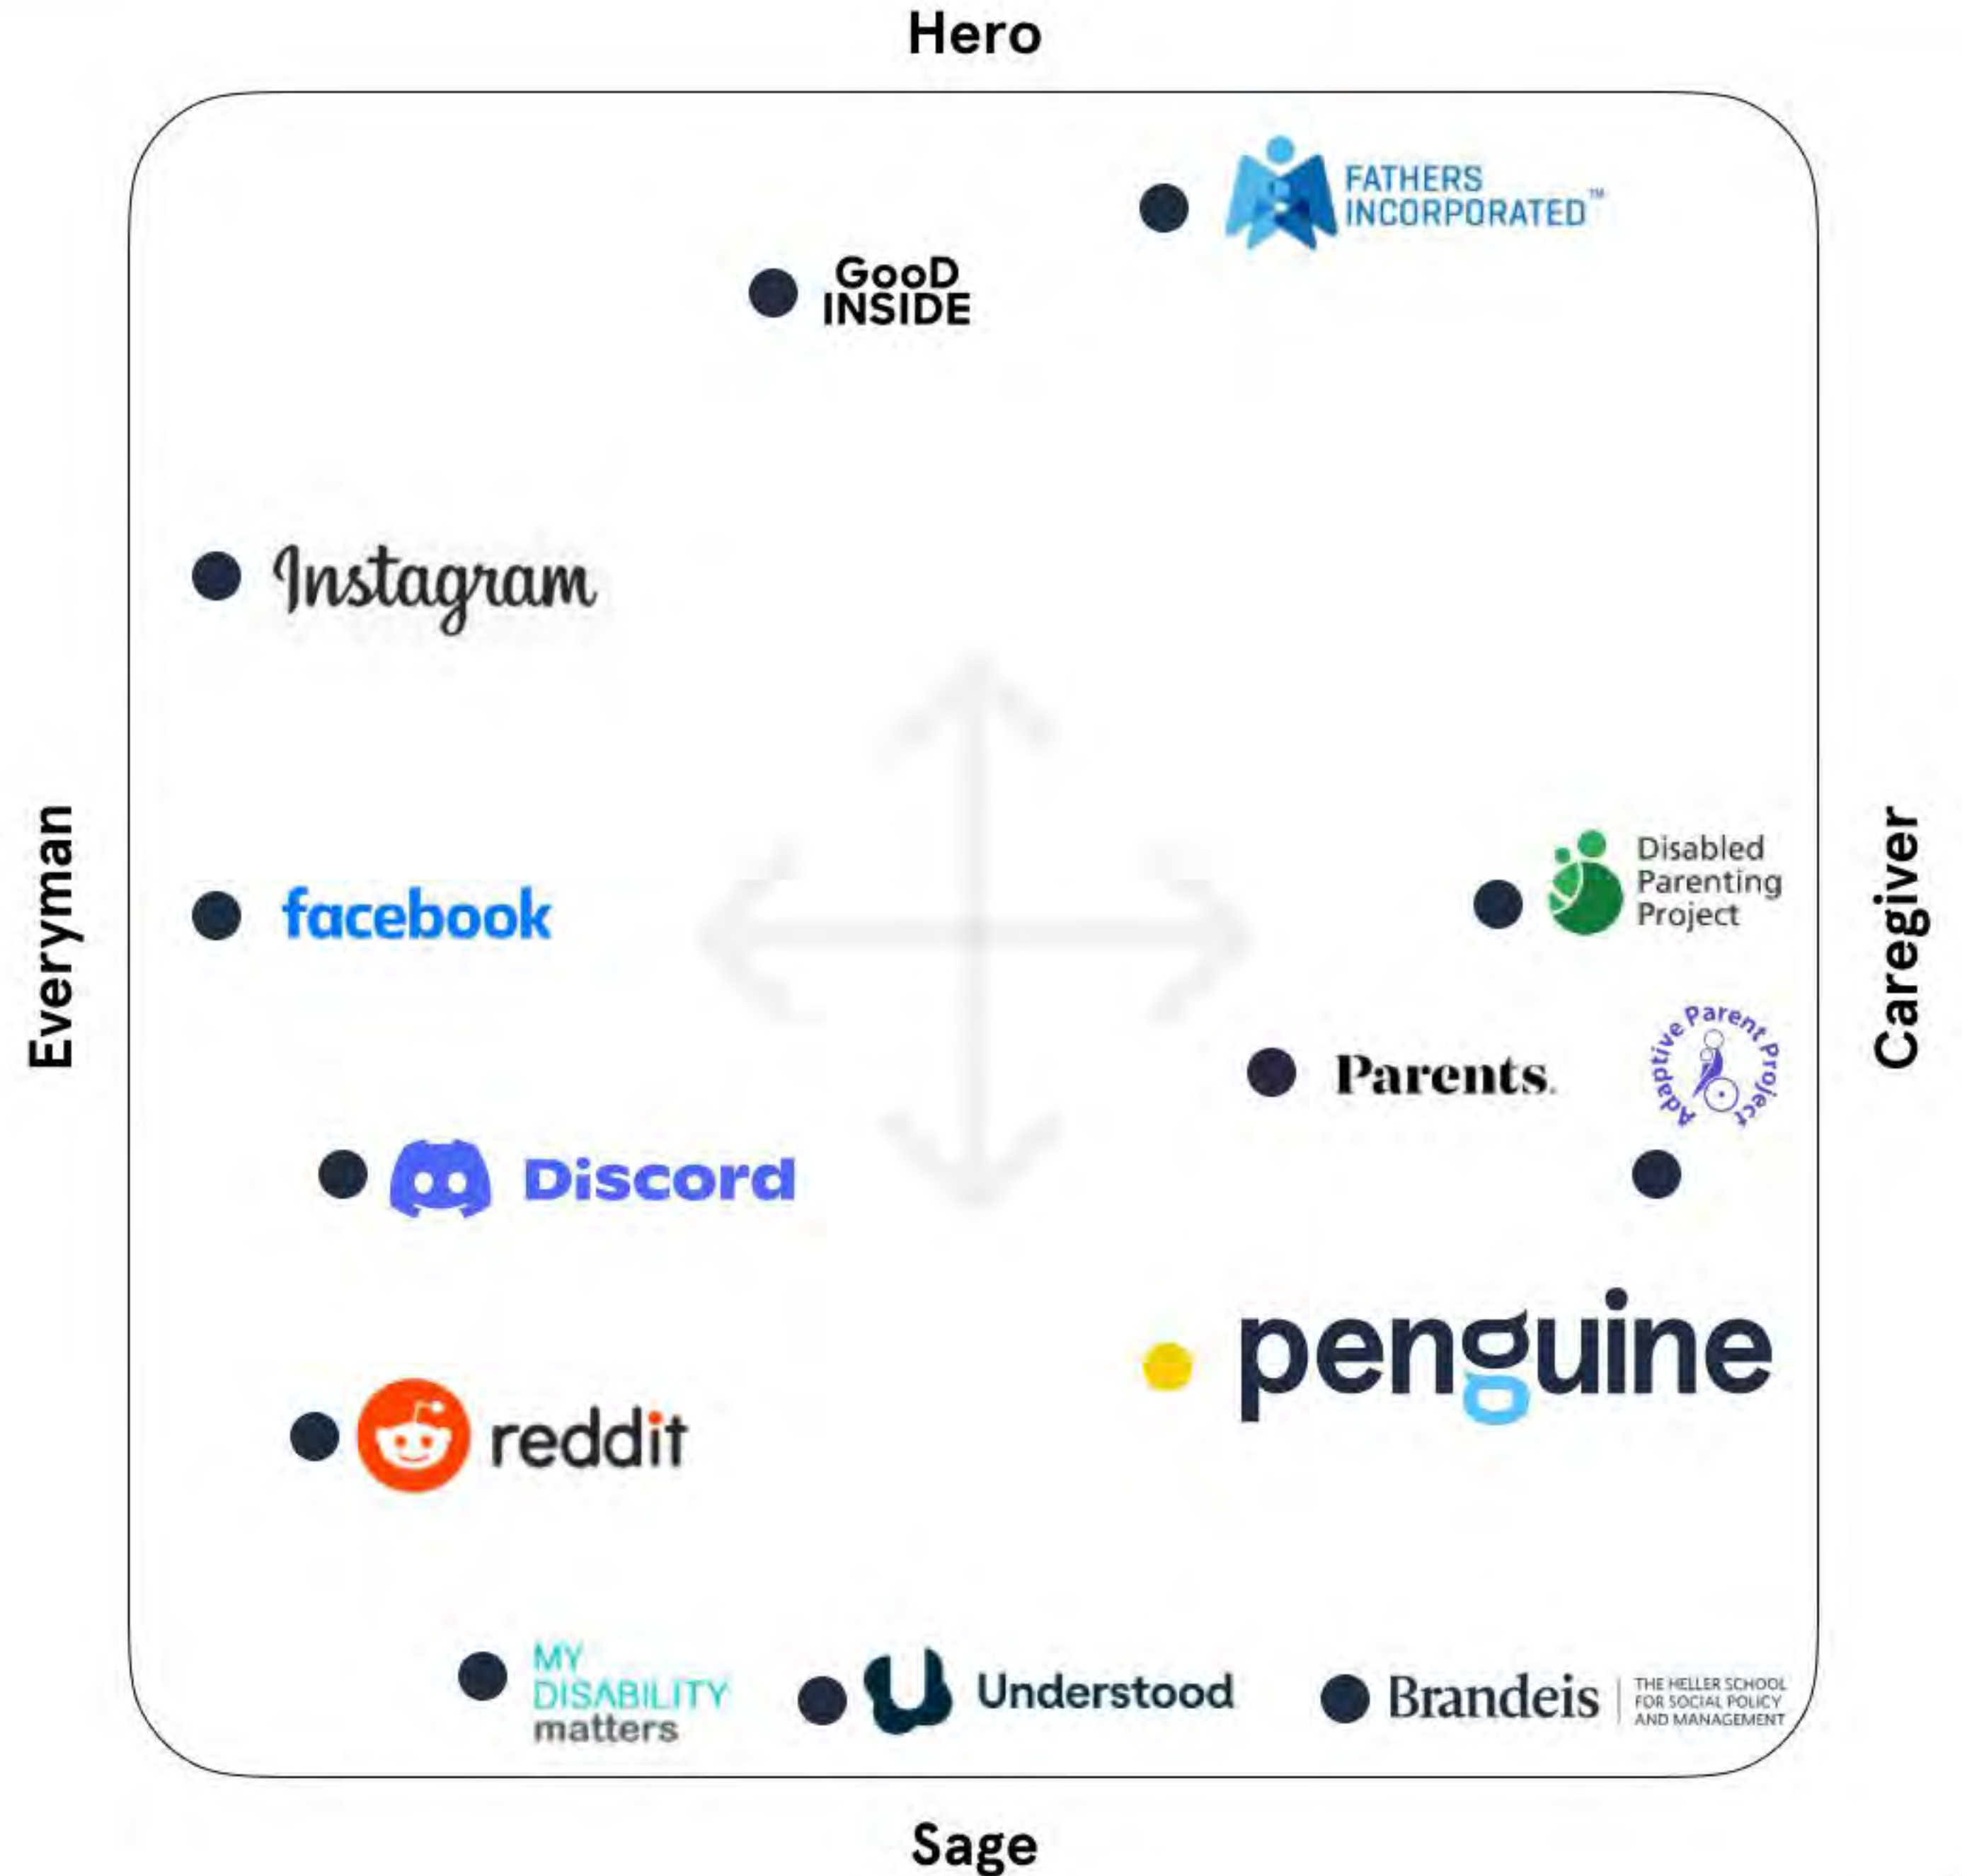 Hero
FATHERS
INCORPORATED™
GooD
INSIDE
Instagram
Everyman
Caregiver
Disabled
Parenting
Project
facebook
Adaptive Parent Project
Parents.
Discord
penguine
reddit
MY
DISABILITY
matters
Understood
Brandeis
THE HELLER SCHOOL
FOR SOCIAL POLICY
AND MANAGEMENT
Sage